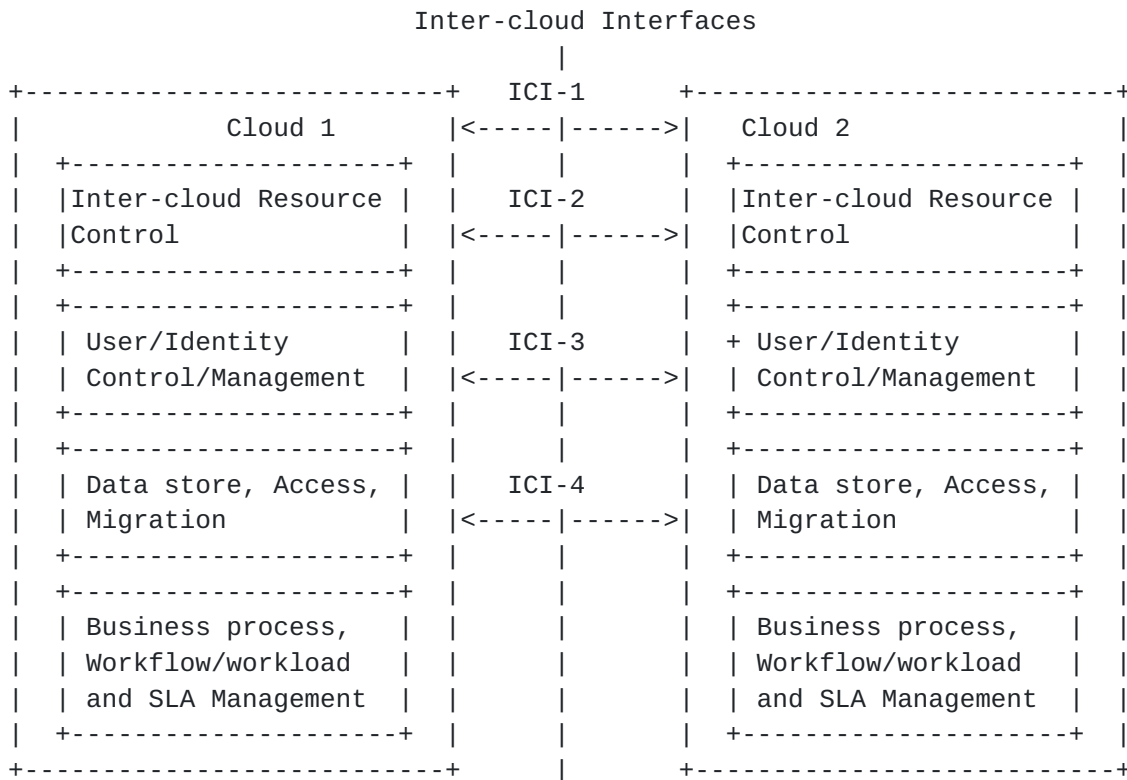 Inter-cloud Interfaces
                                   |
+---------------------------+   ICI-1      +---------------------------+
|             Cloud 1       |<-----|------>|   Cloud 2                 |
|  +---------------------+  |      |       |  +---------------------+  |
|  |Inter-cloud Resource |  |   ICI-2      |  |Inter-cloud Resource |  |
|  |Control              |  |<-----|------>|  |Control              |  |
|  +---------------------+  |      |       |  +---------------------+  |
|  +---------------------+  |      |       |  +---------------------+  |
|  | User/Identity       |  |   ICI-3      |  + User/Identity       |  |
|  | Control/Management  |  |<-----|------>|  | Control/Management  |  |
|  +---------------------+  |      |       |  +---------------------+  |
|  +---------------------+  |      |       |  +---------------------+  |
|  | Data store, Access, |  |   ICI-4      |  | Data store, Access, |  |
|  | Migration           |  |<-----|------>|  | Migration           |  |
|  +---------------------+  |      |       |  +---------------------+  |
|  +---------------------+  |      |       |  +---------------------+  |
|  | Business process,   |  |      |       |  | Business process,   |  |
|  | Workflow/workload   |  |      |       |  | Workflow/workload   |  |
|  | and SLA Management  |  |      |       |  | and SLA Management  |  |
|  +---------------------+  |      |       |  +---------------------+  |
+---------------------------+      |       +---------------------------+